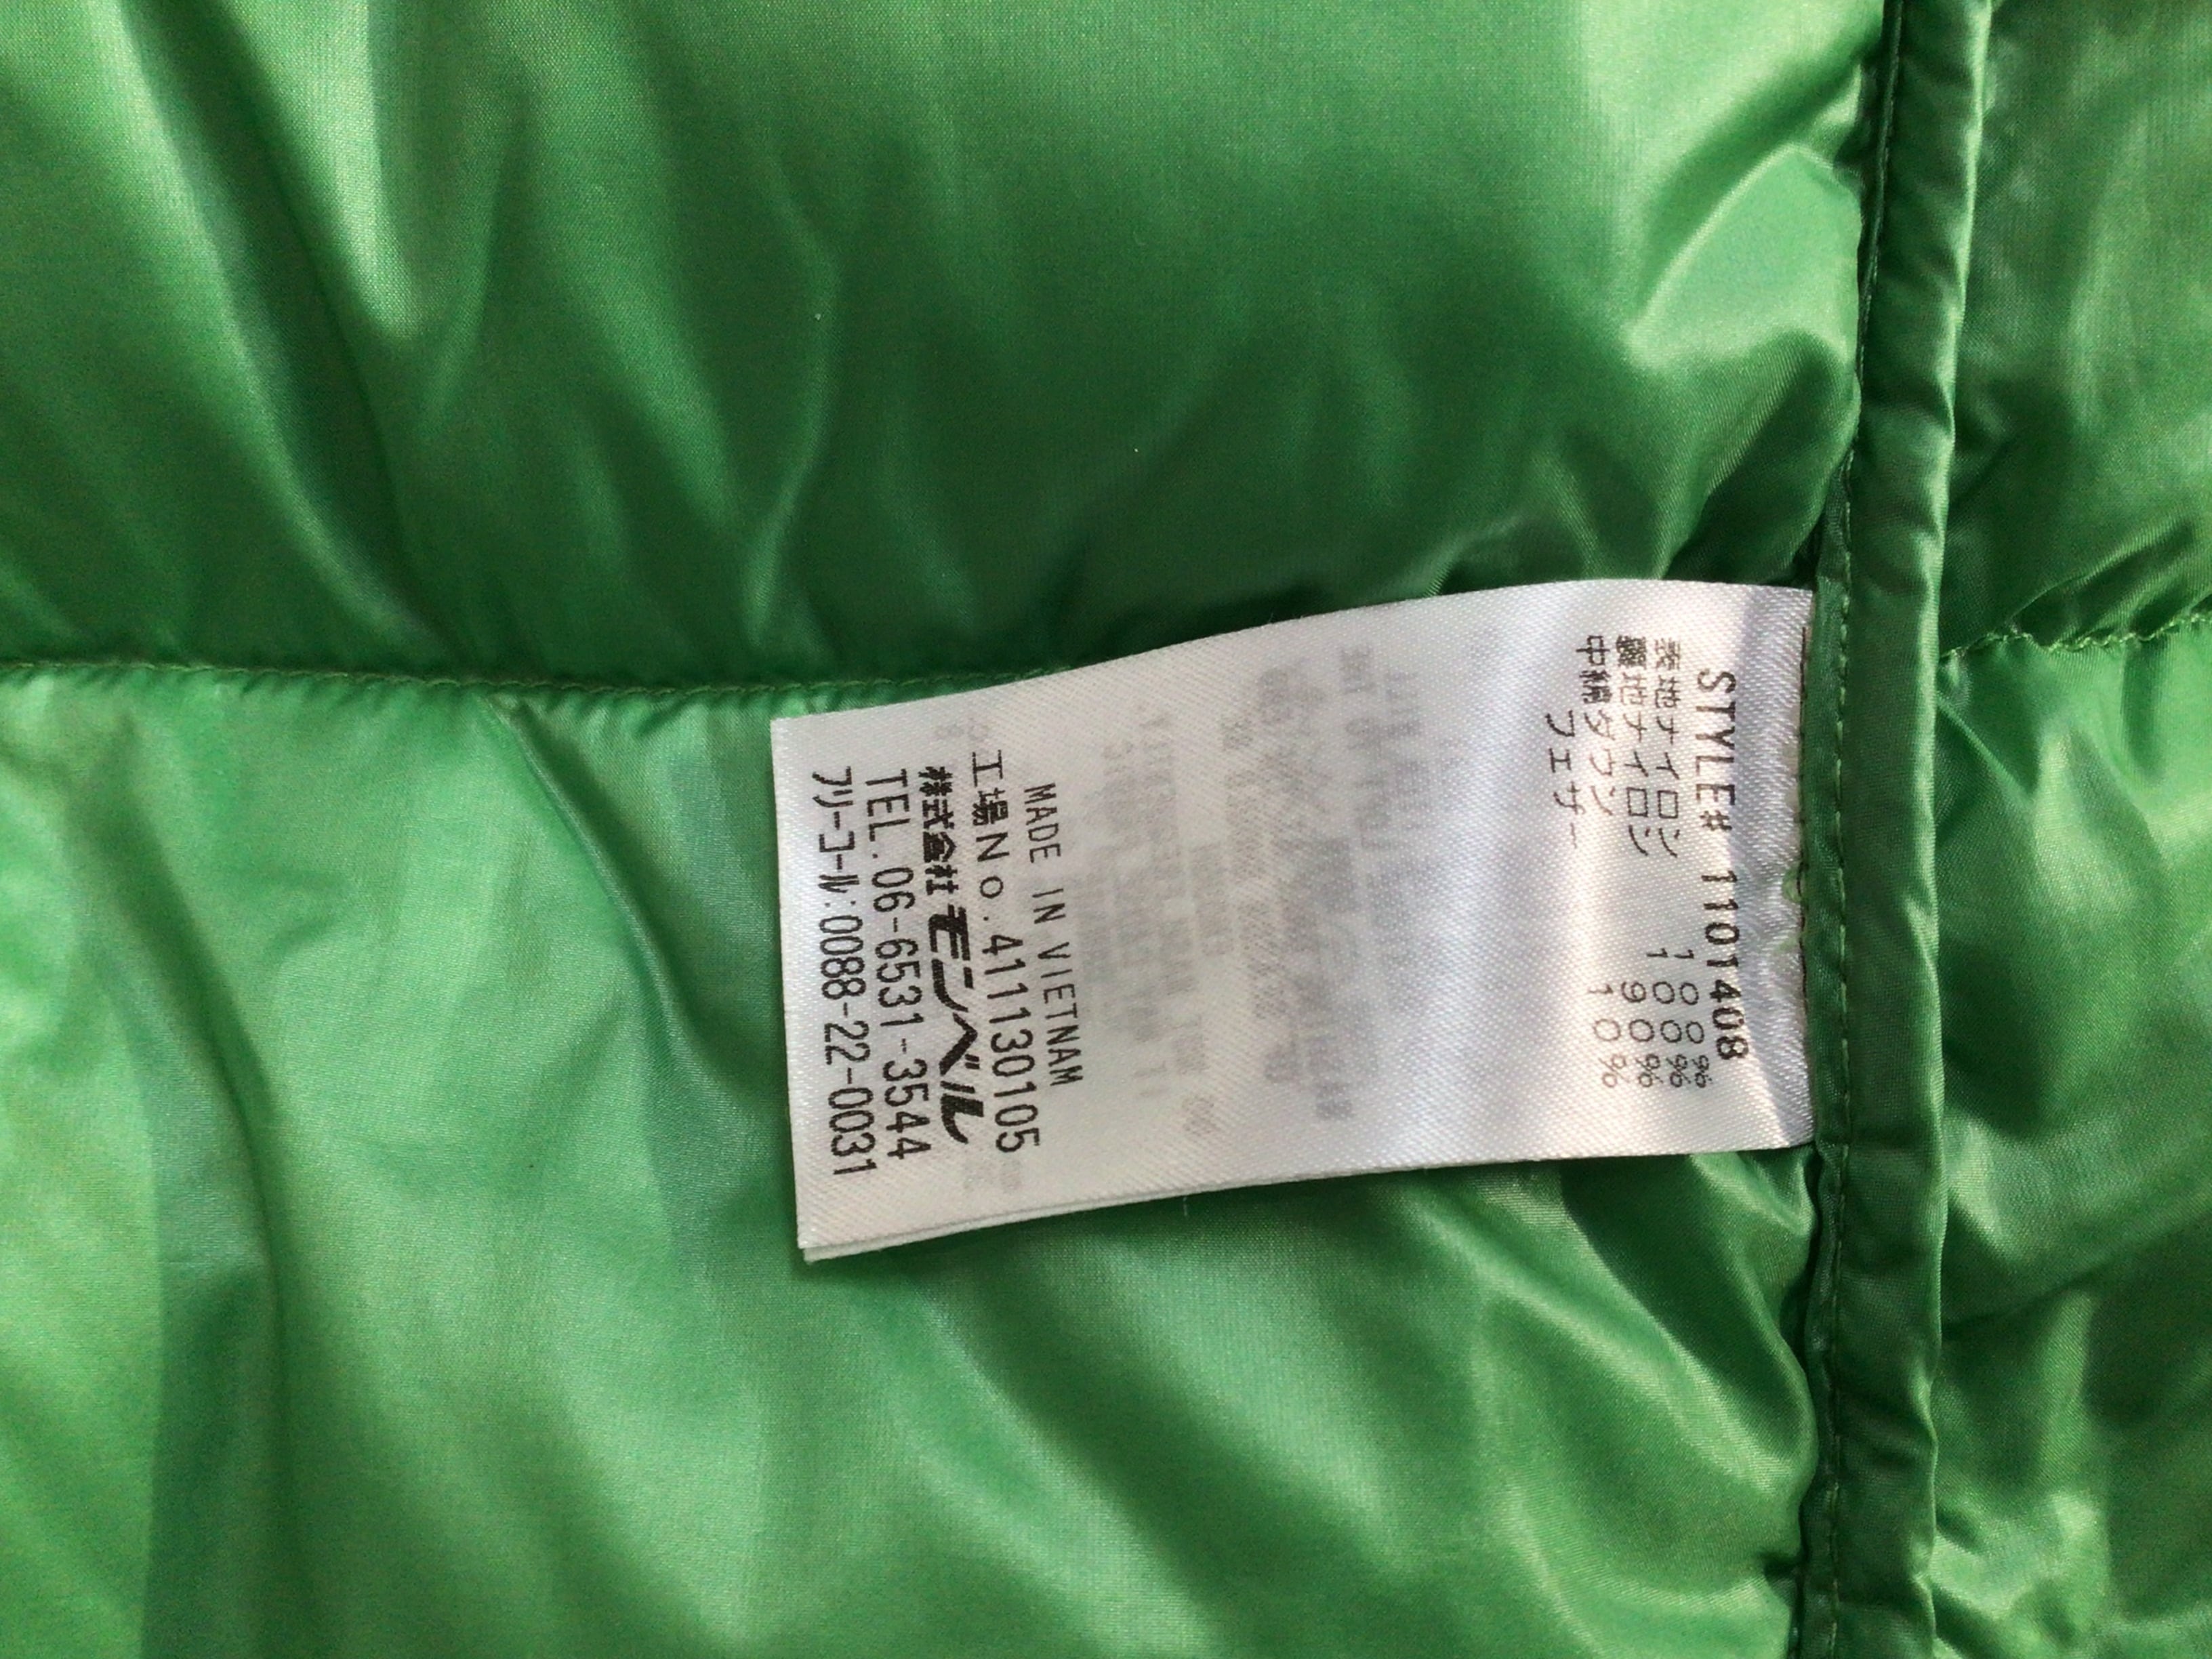 STYLE# 1101408
表地ナイロン 100%
裏地ナイロン 100%
中綿ダウン 90%
フェザー 10%
MADE IN VIETNAM
工場No.411130105
株式会社モンベル
TEL.06-6531-3544
フリーコール:0088-22-0031